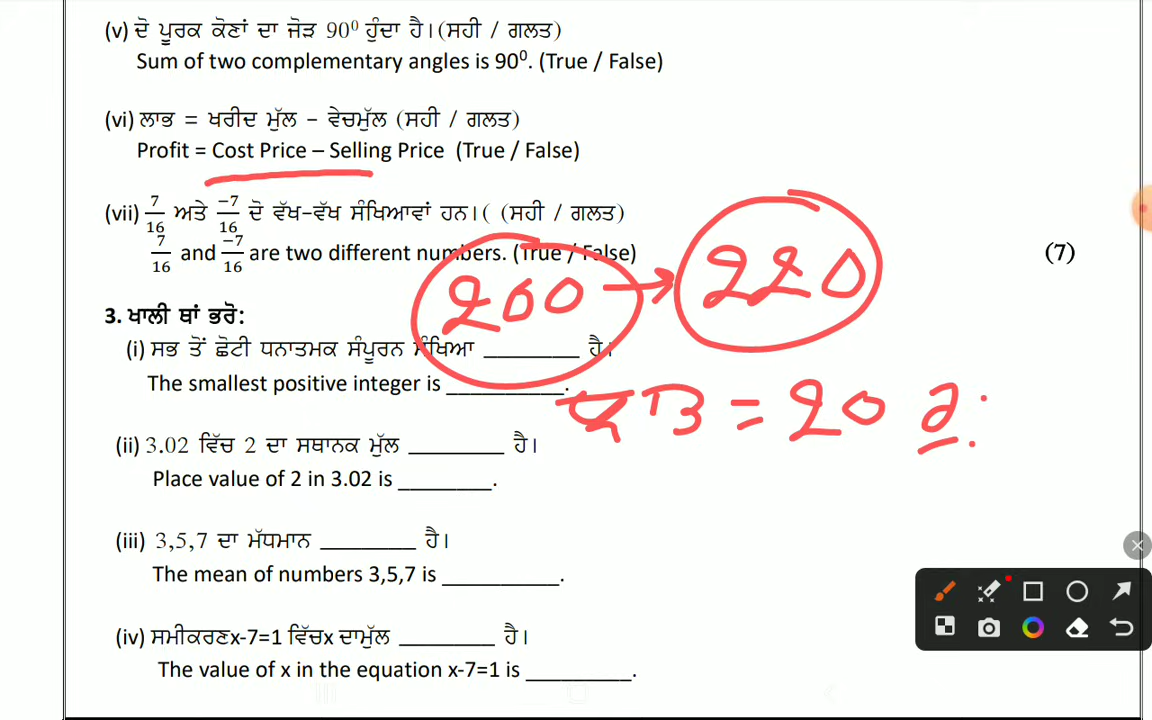 (v) ਦੋ ਪੂਰਕ ਕੋਣਾਂ ਦਾ ਜੋੜ 90⁰ ਹੁੰਦਾ ਹੈ। (ਸਹੀ / ਗਲਤ)
Sum of two complementary angles is 90⁰. (True / False)
(vi) ਲਾਭ = ਖਰੀਦ ਮੁੱਲ – ਵੇਚਮੁੱਲ (ਸਹੀ / ਗਲਤ)
Profit = Cost Price – Selling Price (True / False)
(vii) 7/16 ਅਤੇ -7/16 ਦੋ ਵੱਖ-ਵੱਖ ਸੰਖਿਆਵਾਂ ਹਨ। ( (ਸਹੀ / ਗਲਤ)
7/16 and -7/16 are two different numbers. (True / False) (7)
200 → 220
3. ਖਾਲੀ ਥਾਂ ਭਰੋ:
(i) ਸਭ ਤੋਂ ਛੋਟੀ ਧਨਾਤਮਕ ਸੰਪੂਰਨ ਸੰਖਿਆ ________ ਹੈ।
The smallest positive integer is __________.
= 20
(ii) 3.02 ਵਿੱਚ 2 ਦਾ ਸਥਾਨਕ ਮੁੱਲ ________ ਹੈ।
Place value of 2 in 3.02 is ________.
(iii) 3,5,7 ਦਾ ਮੱਧਮਾਨ ________ ਹੈ।
The mean of numbers 3,5,7 is __________.
(iv) ਸਮੀਕਰਣx-7=1 ਵਿੱਚx ਦਾਮੁੱਲ ________ ਹੈ।
The value of x in the equation x-7=1 is _________.